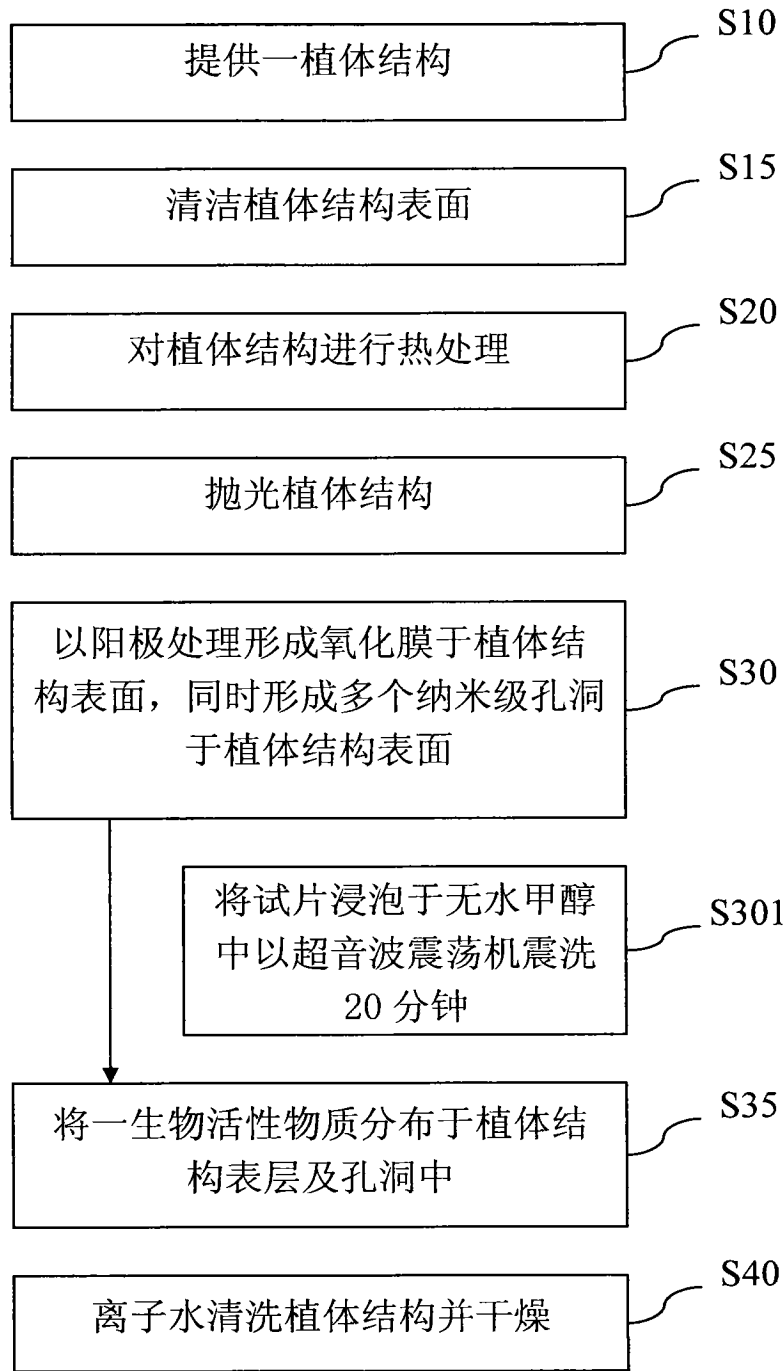 S10
提供一植体结构
S15
清洁植体结构表面
S20
对植体结构进行热处理
S25
抛光植体结构
以阳极处理形成氧化膜于植体结
构表面，同时形成多个纳米级孔洞
于植体结构表面
S30
将试片浸泡于无水甲醇
中以超音波震荡机震洗
20 分钟
S301
将一生物活性物质分布于植体结
构表层及孔洞中
S35
离子水清洗植体结构并干燥
S40